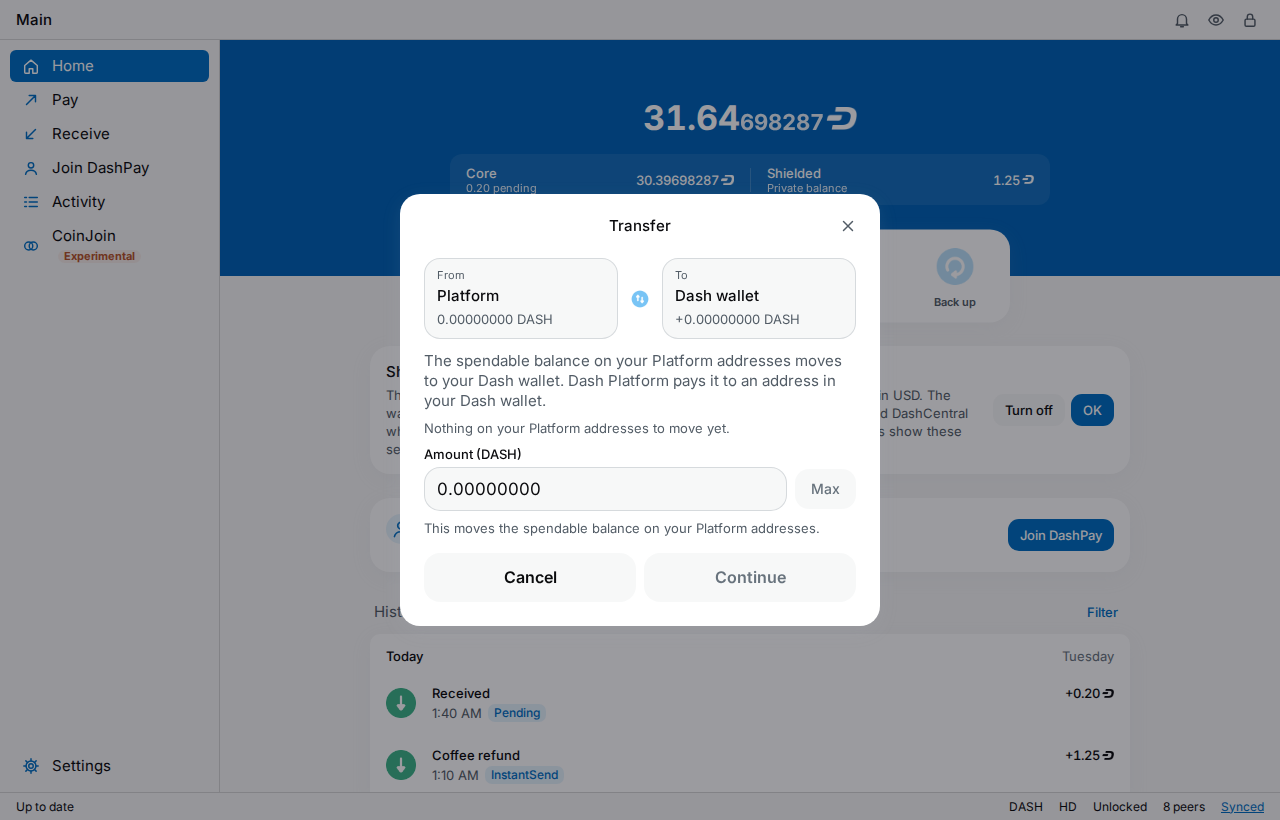 Main
Home
Pay
Receive
Join DashPay
Activity
CoinJoin
Experimental
Settings
31.64698287
Core
0.20 pending
30.39698287
Shielded
Private balance
1.25
Back up
Transfer
From
Platform
0.00000000 DASH
To
Dash wallet
+0.00000000 DASH
The spendable balance on your Platform addresses moves
to your Dash wallet. Dash Platform pays it to an address in
your Dash wallet.
Nothing on your Platform addresses to move yet.
Amount (DASH)
0.00000000
Max
This moves the spendable balance on your Platform addresses.
Cancel
Continue
in USD. The
DashCentral
show these
Turn off
OK
Join DashPay
Filter
Today
Tuesday
Received
1:40 AM
Pending
+0.20
Coffee refund
1:10 AM
InstantSend
+1.25
Up to date
DASH
HD
Unlocked
8 peers
Synced